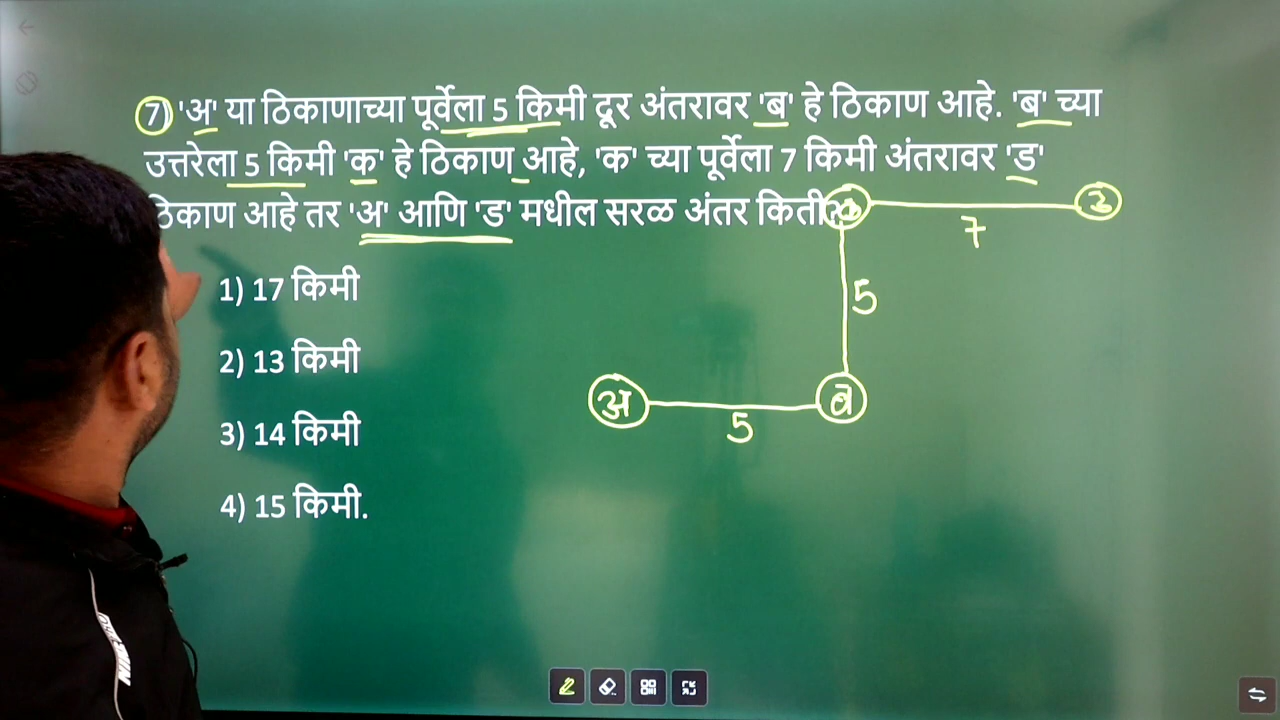 7) 'अ' या ठिकाणाच्या पूर्वेला 5 किमी दूर अंतरावर 'ब' हे ठिकाण आहे. 'ब' च्या
उत्तरेला 5 किमी 'क' हे ठिकाण आहे, 'क' च्या पूर्वेला 7 किमी अंतरावर 'ड'
ठिकाण आहे तर 'अ' आणि 'ड' मधील सरळ अंतर किती?
7
1) 17 किमी
5
2) 13 किमी
अ
ब
5
3) 14 किमी
4) 15 किमी.